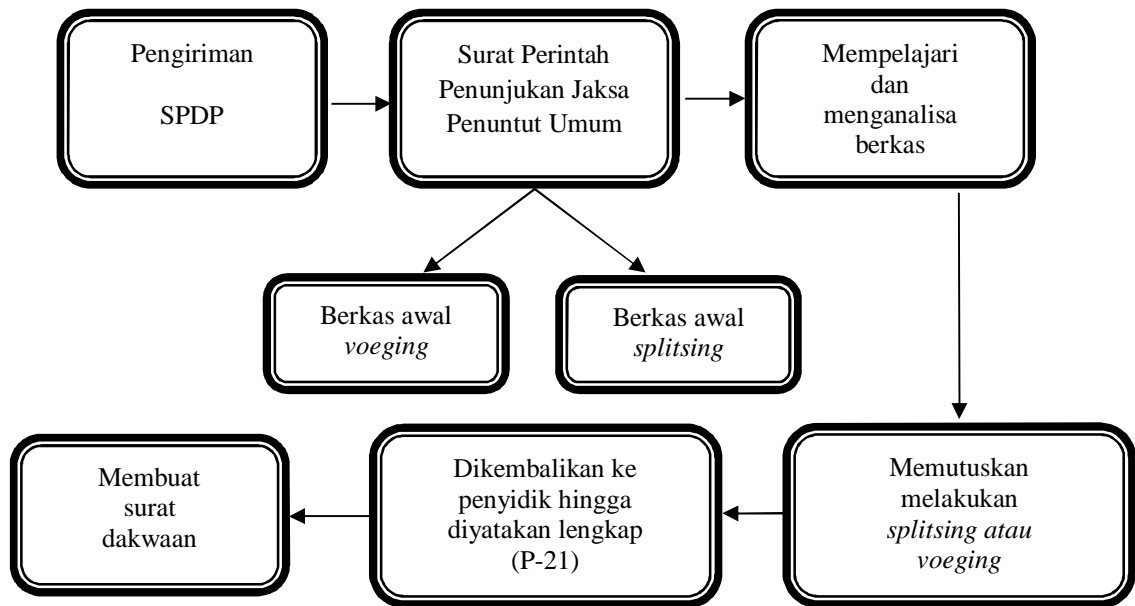 Pengiriman
SPDP
Surat Perintah
Penunjukan Jaksa
Penuntut Umum
Mempelajari
dan
menganalisa
berkas
Berkas awal
voeging
Berkas awal
splitsing
Memutuskan
melakukan
splitsing atau
voeging
Dikembalikan ke
penyidik hingga
diyatakan lengkap
(P-21)
Membuat
surat
dakwaan